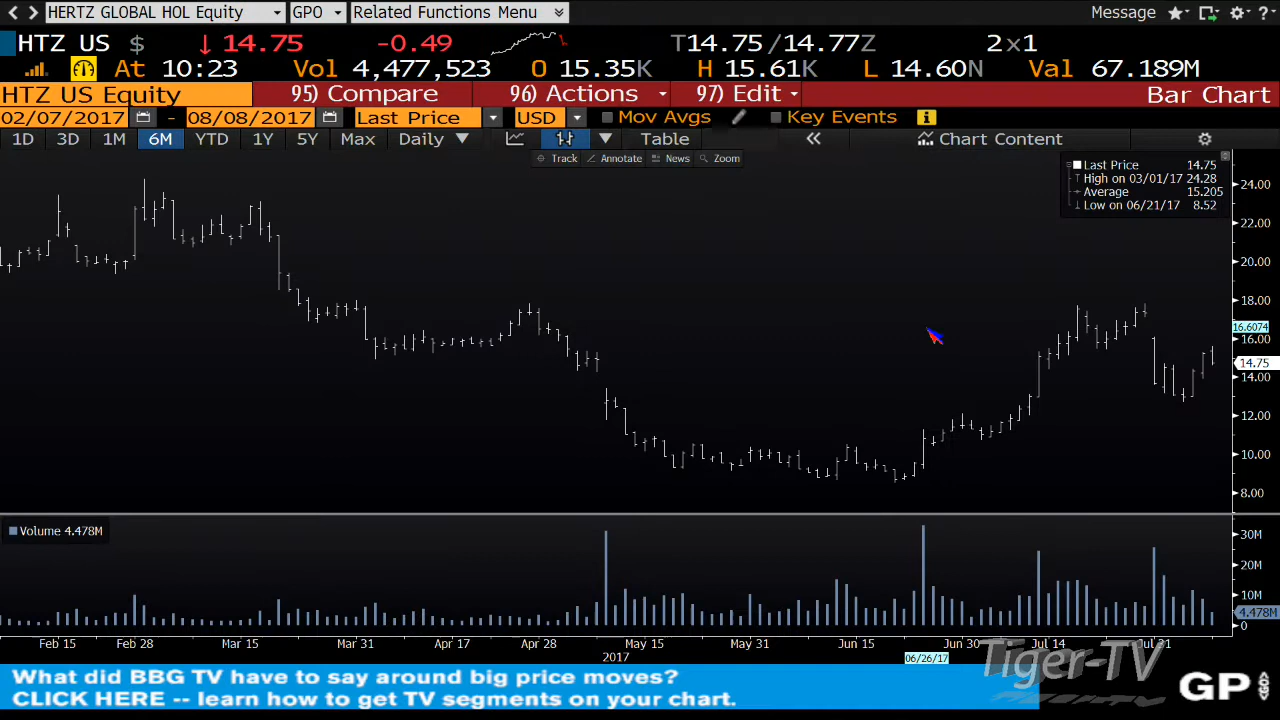 HERTZ GLOBAL HOL Equity GPO Related Functions Menu Message ?
HTZ US $ ↓ 14.75 -0.49 T14.75/14.77Z 2x1
At 10:23 Vol 4,477,523 O 15.35K H 15.61K L 14.60N Val 67.189M
HTZ US Equity 95) Compare 96) Actions 97) Edit Bar Chart
02/07/2017 - 08/08/2017 Last Price USD Mov Avgs Key Events
1D 3D 1M 6M YTD 1Y 5Y Max Daily Table « Chart Content
Track Annotate News Zoom
Last Price 14.75
High on 03/01/17 24.28
Average 15.205
Low on 06/21/17 8.52
24.00
22.00
20.00
18.00
16.6074
16.00
14.75
14.00
12.00
10.00
8.00
Volume 4.478M
30M
20M
10M
4.478M
0
Feb 15 Feb 28 Mar 15 Mar 31 Apr 17 Apr 28 May 15 May 31 Jun 15 Jun 30 Jul 14 Jul 31
2017 06/26/17
Tiger-TV
What did BBG TV have to say around big price moves?
CLICK HERE -- learn how to get TV segments on your chart.
GP